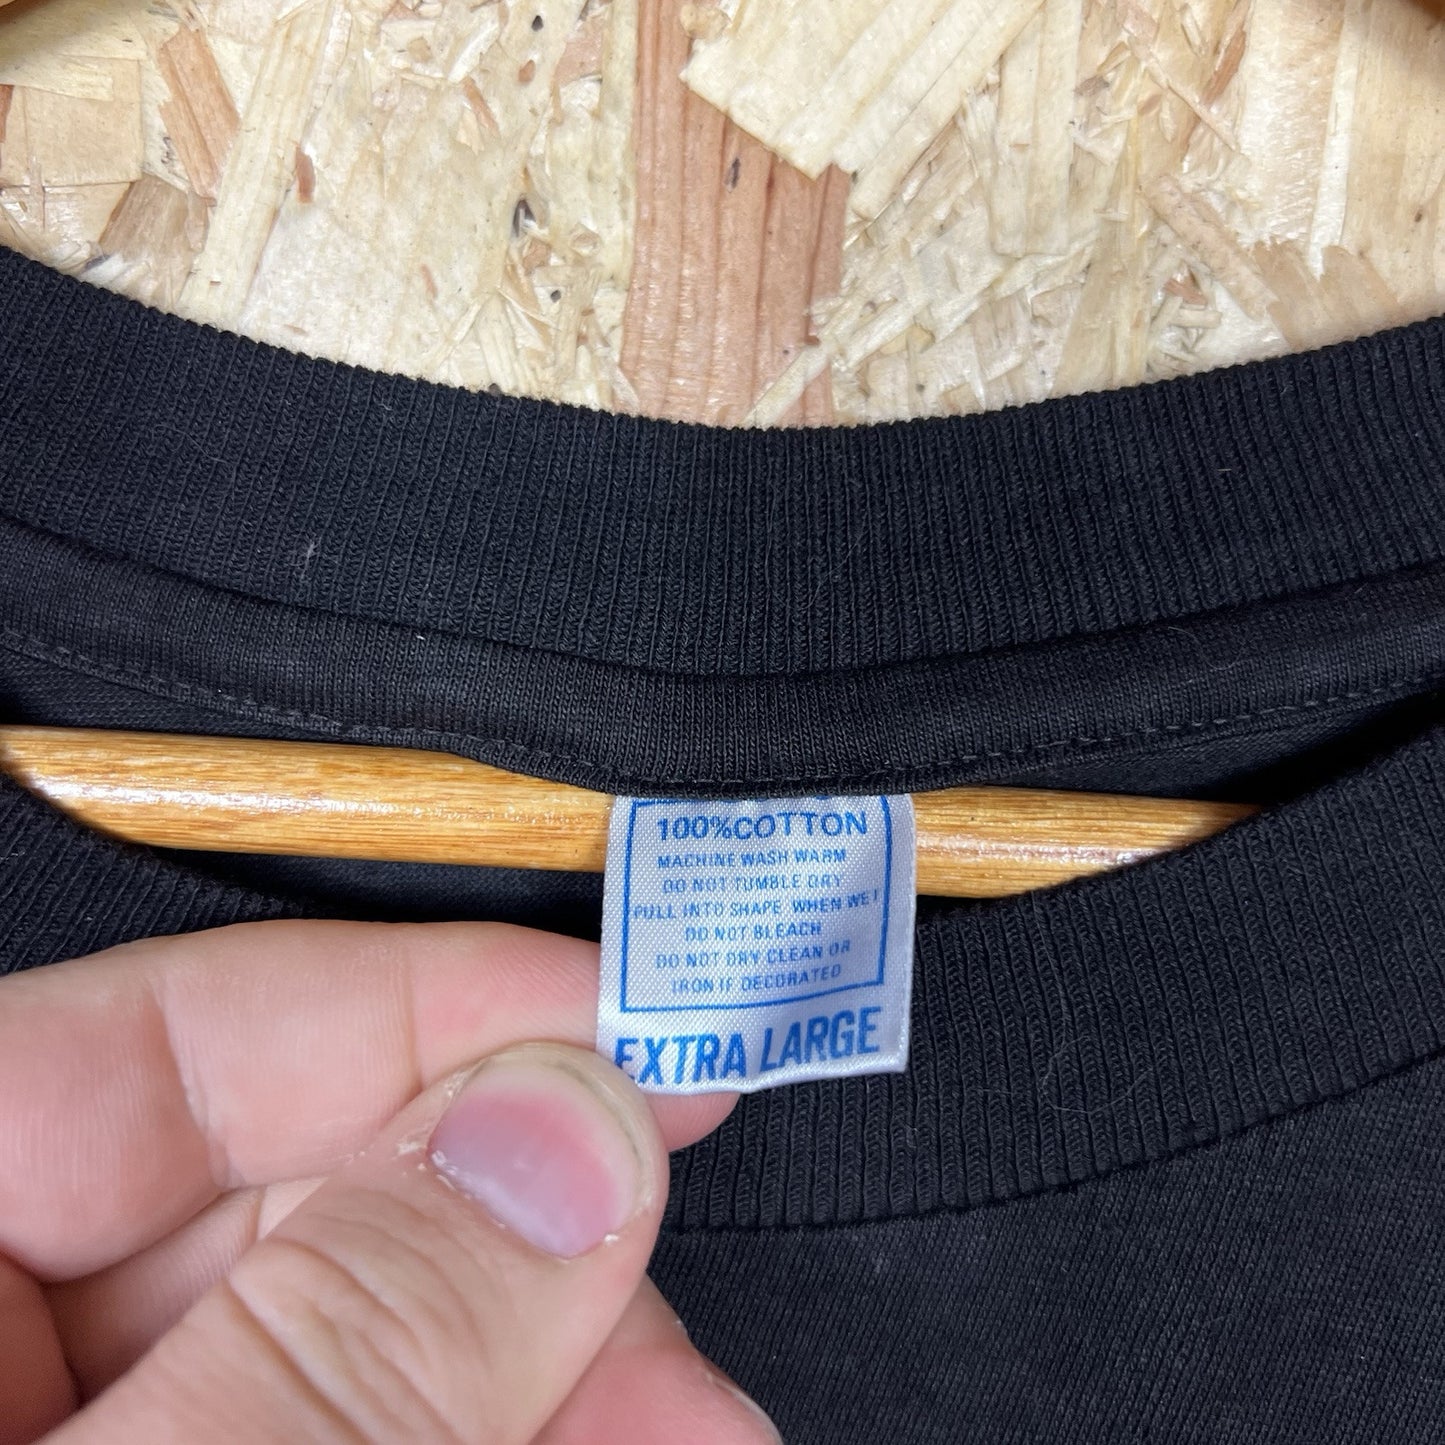 100%COTTON
MACHINE WASH WARM
DO NOT TUMBLE DRY
PULL INTO SHAPE WHEN WET
DO NOT BLEACH
DO NOT DRY CLEAN OR
IRON IF DECORATED
EXTRA LARGE